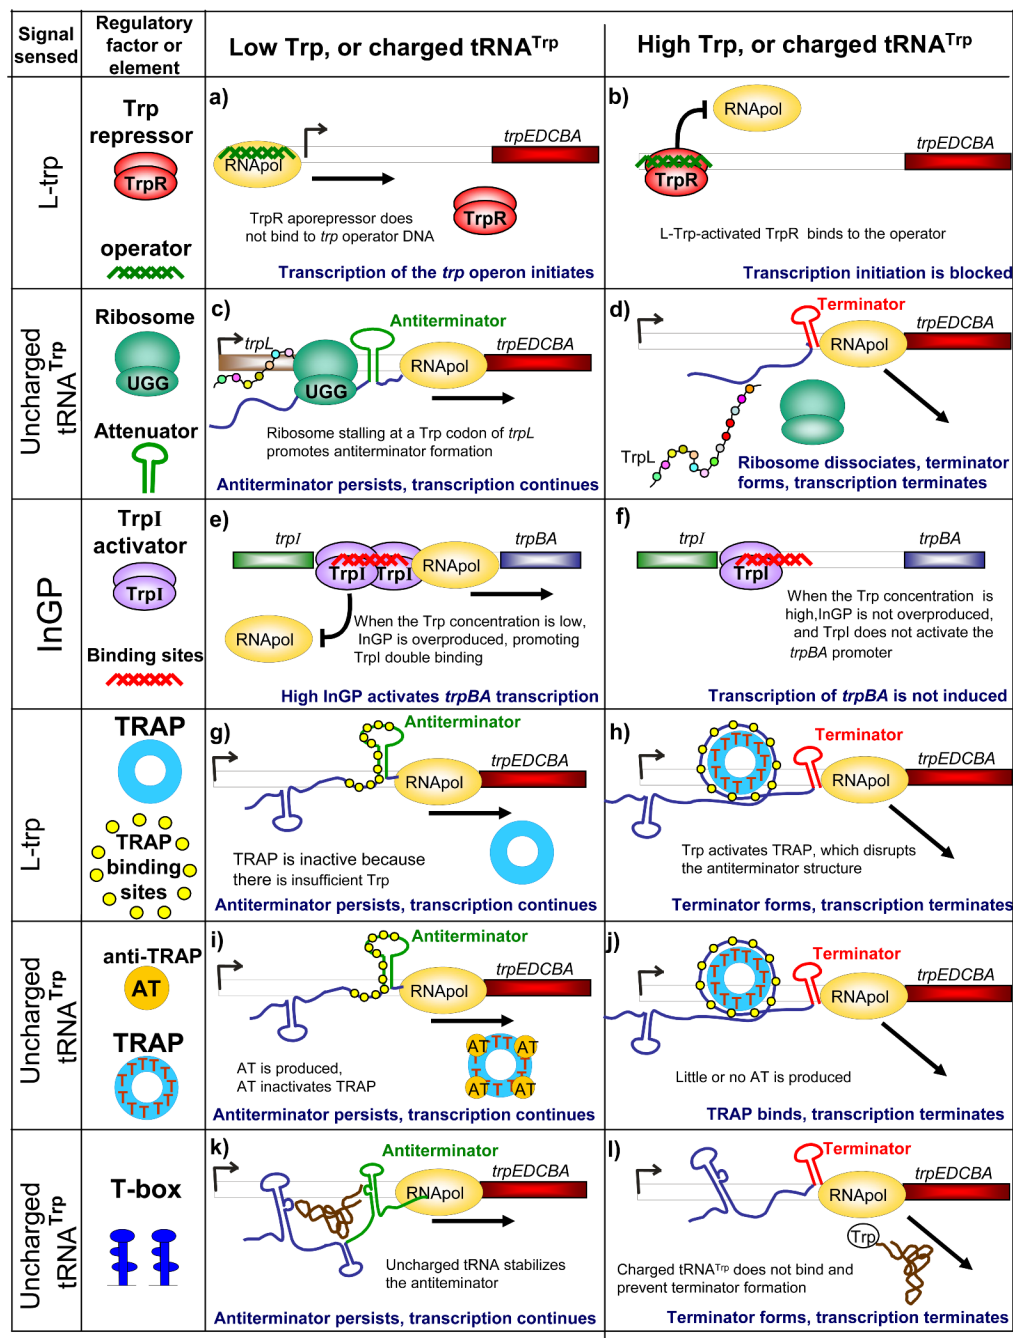 Signal
sensed
Regulatory
factor or
element
Low Trp, or charged tRNATrp
High Trp, or charged tRNATrp
L-trp
Trp
repressor
TrpR
operator
a)
RNApol
trpEDCBA
TrpR
TrpR aporepressor does
not bind to trp operator DNA
Transcription of the trp operon initiates
b)
RNApol
trpEDCBA
TrpR
L-Trp-activated TrpR binds to the operator
Transcription initiation is blocked
Uncharged
tRNATrp
Ribosome
UGG
Attenuator
c)
Antiterminator
trpL
trpEDCBA
RNApol
UGG
Ribosome stalling at a Trp codon of trpL
promotes antiterminator formation
Antiterminator persists, transcription continues
d)
Terminator
trpEDCBA
RNApol
TrpL
Ribosome dissociates, terminator
forms, transcription terminates
InGP
TrpI
activator
TrpI
Binding sites
e)
trpI
trpBA
TrpI
TrpI
RNApol
RNApol
When the Trp concentration is low,
InGP is overproduced, promoting
TrpI double binding
High InGP activates trpBA transcription
f)
trpI
trpBA
TrpI
When the Trp concentration is
high,InGP is not overproduced,
and TrpI does not activate the
trpBA promoter
Transcription of trpBA is not induced
L-trp
TRAP
TRAP
binding
sites
g)
Antiterminator
trpEDCBA
RNApol
TRAP is inactive because
there is insufficient Trp
Antiterminator persists, transcription continues
h)
Terminator
trpEDCBA
RNApol
T T T T T T T T T T T
Trp activates TRAP, which disrupts
the antiterminator structure
Terminator forms, transcription terminates
Uncharged
tRNATrp
anti-TRAP
AT
TRAP
T T T T T T T T T T T
i)
Antiterminator
trpEDCBA
RNApol
AT AT
AT AT
AT is produced,
AT inactivates TRAP
Antiterminator persists, transcription continues
j)
Terminator
trpEDCBA
RNApol
T T T T T T T T T T T
Little or no AT is produced
TRAP binds, transcription terminates
Uncharged
tRNATrp
T-box
k)
Antiterminator
trpEDCBA
RNApol
Uncharged tRNA stabilizes
the antiteminator
Antiterminator persists, transcription continues
l)
Terminator
trpEDCBA
RNApol
Trp
Charged tRNATrp does not bind and
prevent terminator formation
Terminator forms, transcription terminates